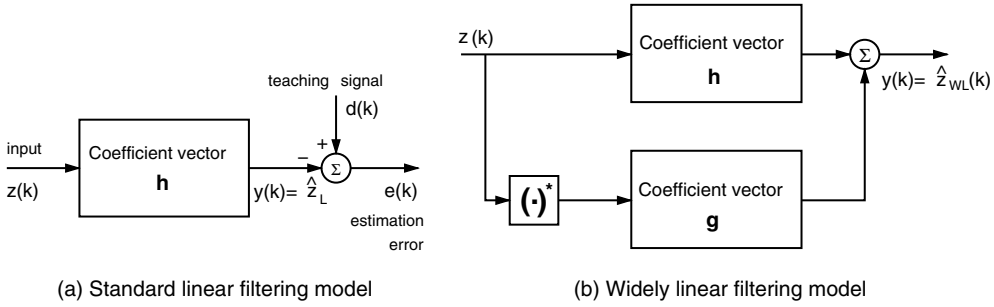 teaching signal
d(k)
input
z(k)
Coefficient vector
h
− +
Σ
y(k)= ẑ_L
e(k)
estimation
error
(a) Standard linear filtering model
z(k)
Coefficient vector
h
Σ
y(k)= ẑ_WL(k)
(·)*
Coefficient vector
g
(b) Widely linear filtering model